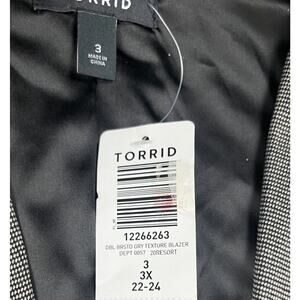 TORRID
3
MADE IN
CHINA
TORRID
12266263
DBL BRSTD GRY TEXTURE BLAZER
DEPT 0057 20RESORT
3
3X
22-24